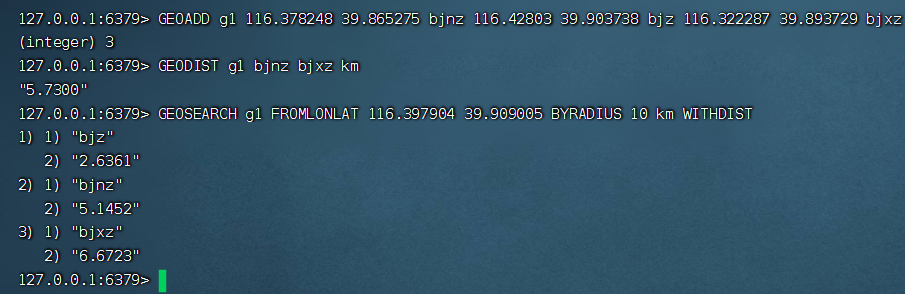 127.0.0.1:6379> GEOADD g1 116.378248 39.865275 bjnz 116.42803 39.903738 bjz 116.322287 39.893729 bjxz
(integer) 3
127.0.0.1:6379> GEODIST g1 bjnz bjxz km
"5.7300"
127.0.0.1:6379> GEOSEARCH g1 FROMLONLAT 116.397904 39.909005 BYRADIUS 10 km WITHDIST
1) 1) "bjz"
   2) "2.6361"
2) 1) "bjnz"
   2) "5.1452"
3) 1) "bjxz"
   2) "6.6723"
127.0.0.1:6379>